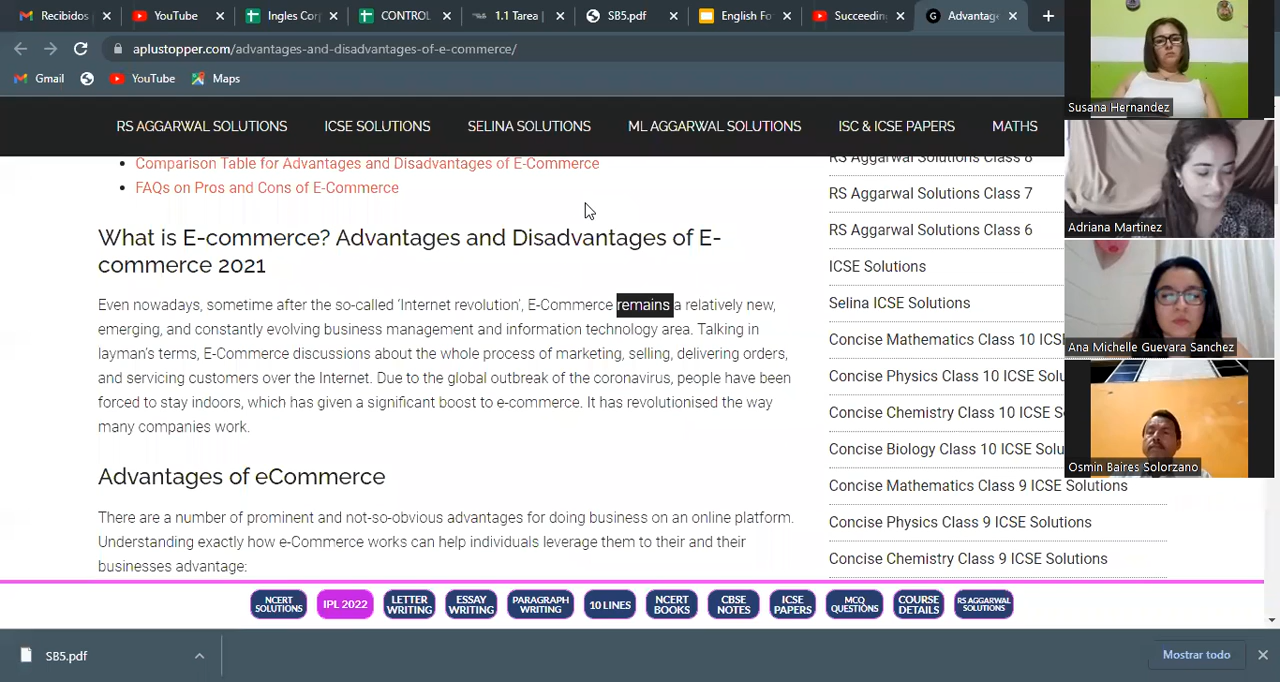 Recibidos
YouTube
Ingles Cor
CONTROL
1.1 Tarea
SB5.pdf
English Fo
Succeeding
Advantag
aplustopper.com/advantages-and-disadvantages-of-e-commerce/
Gmail
YouTube
Maps
RS AGGARWAL SOLUTIONS
ICSE SOLUTIONS
SELINA SOLUTIONS
ML AGGARWAL SOLUTIONS
ISC & ICSE PAPERS
MATHS
Comparison Table for Advantages and Disadvantages of E-Commerce
FAQs on Pros and Cons of E-Commerce
What is E-commerce? Advantages and Disadvantages of E-
commerce 2021
Even nowadays, sometime after the so-called ‘Internet revolution’, E-Commerce remains a relatively new,
emerging, and constantly evolving business management and information technology area. Talking in
layman’s terms, E-Commerce discussions about the whole process of marketing, selling, delivering orders,
and servicing customers over the Internet. Due to the global outbreak of the coronavirus, people have been
forced to stay indoors, which has given a significant boost to e-commerce. It has revolutionised the way
many companies work.
Advantages of eCommerce
There are a number of prominent and not-so-obvious advantages for doing business on an online platform.
Understanding exactly how e-Commerce works can help individuals leverage them to their and their
businesses advantage:
RS Aggarwal Solutions Class 8
RS Aggarwal Solutions Class 7
RS Aggarwal Solutions Class 6
ICSE Solutions
Selina ICSE Solutions
Concise Mathematics Class 10 ICSE
Concise Physics Class 10 ICSE Solu
Concise Chemistry Class 10 ICSE So
Concise Biology Class 10 ICSE Solu
Concise Mathematics Class 9 ICSE Solutions
Concise Physics Class 9 ICSE Solutions
Concise Chemistry Class 9 ICSE Solutions
Susana Hernandez
Adriana Martinez
Ana Michelle Guevara Sanchez
Osmin Baires Solorzano
NCERT
SOLUTIONS
IPL 2022
LETTER
WRITING
ESSAY
WRITING
PARAGRAPH
WRITING
10 LINES
NCERT
BOOKS
CBSE
NOTES
ICSE
PAPERS
MCQ
QUESTIONS
COURSE
DETAILS
RS AGGARWAL
SOLUTIONS
SB5.pdf
Mostrar todo